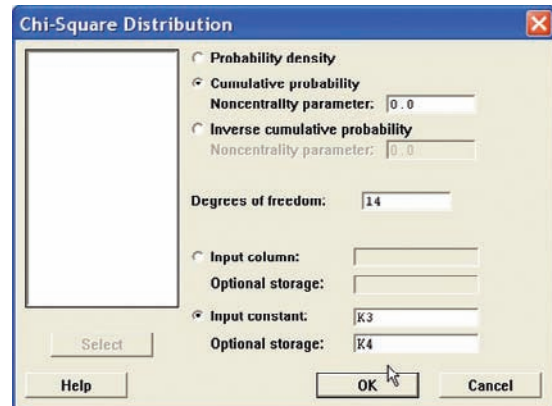 Chi-Square Distribution
Probability density
Cumulative probability
Noncentrality parameter: 0.0
Inverse cumulative probability
Noncentrality parameter: 0.0
Degrees of freedom: 14
Input column:
Optional storage:
Input constant: K3
Optional storage: K4
Select
Help OK Cancel